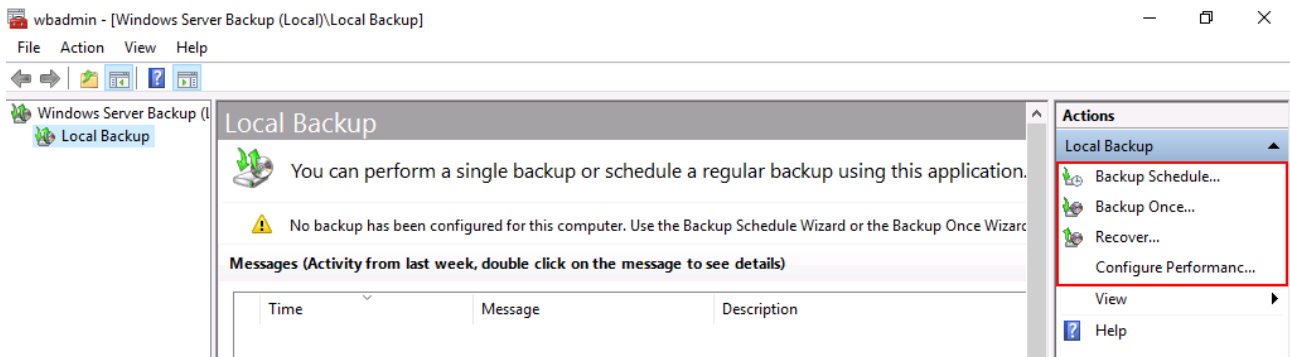 wbadmin - [Windows Server Backup (Local)\Local Backup]
File Action View Help
Windows Server Backup (l
Local Backup
Local Backup
You can perform a single backup or schedule a regular backup using this application.
No backup has been configured for this computer. Use the Backup Schedule Wizard or the Backup Once Wizard
Messages (Activity from last week, double click on the message to see details)
Time Message Description
Actions
Local Backup
Backup Schedule...
Backup Once...
Recover...
Configure Performanc...
View
Help